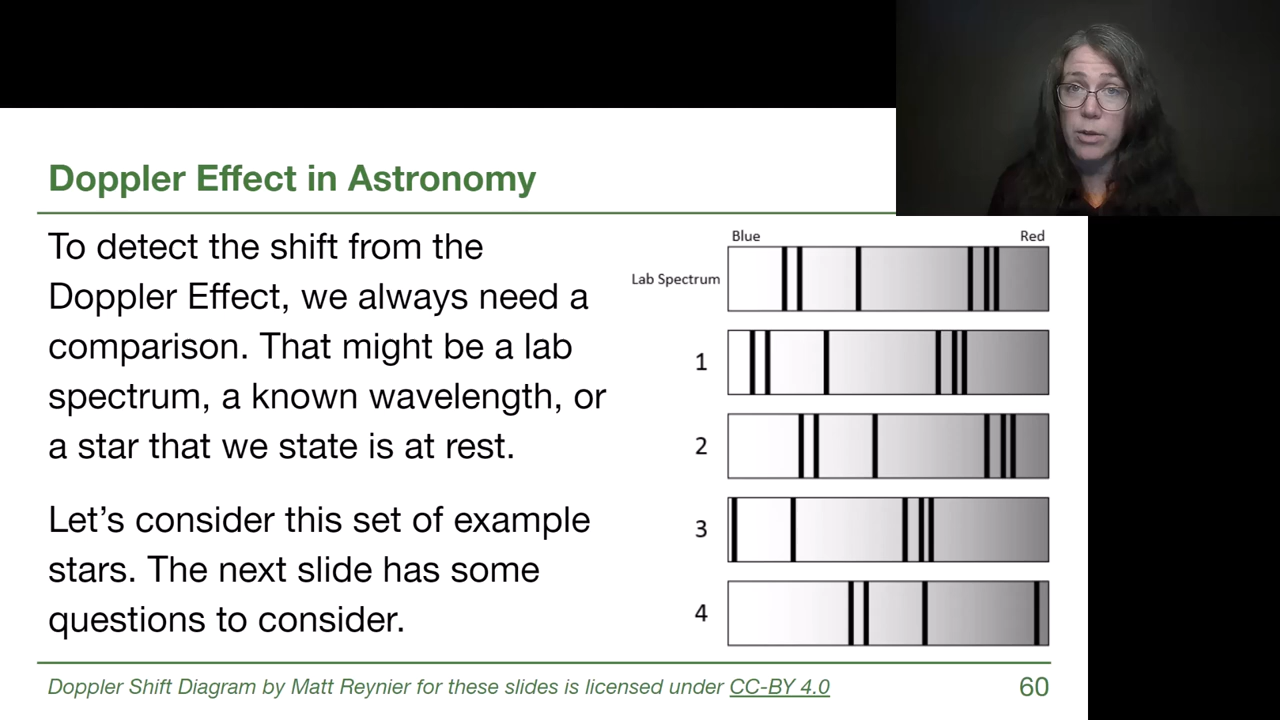 Doppler Effect in Astronomy
To detect the shift from the
Doppler Effect, we always need a
comparison. That might be a lab
spectrum, a known wavelength, or
a star that we state is at rest.
Let’s consider this set of example
stars. The next slide has some
questions to consider.
Blue Red
Lab Spectrum
1
2
3
4
Doppler Shift Diagram by Matt Reynier for these slides is licensed under CC-BY 4.0
60